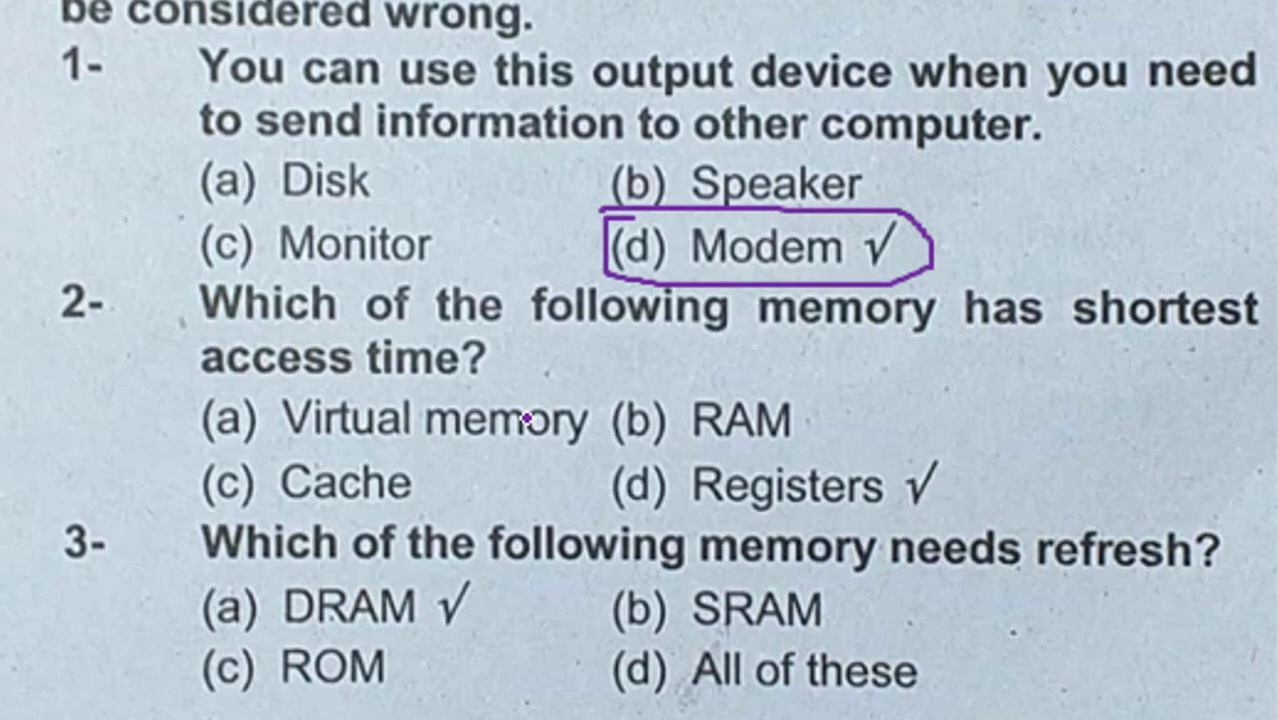 be considered wrong.
1- You can use this output device when you need
to send information to other computer.
(a) Disk (b) Speaker
(c) Monitor (d) Modem √
2- Which of the following memory has shortest
access time?
(a) Virtual memory (b) RAM
(c) Cache (d) Registers √
3- Which of the following memory needs refresh?
(a) DRAM √ (b) SRAM
(c) ROM (d) All of these